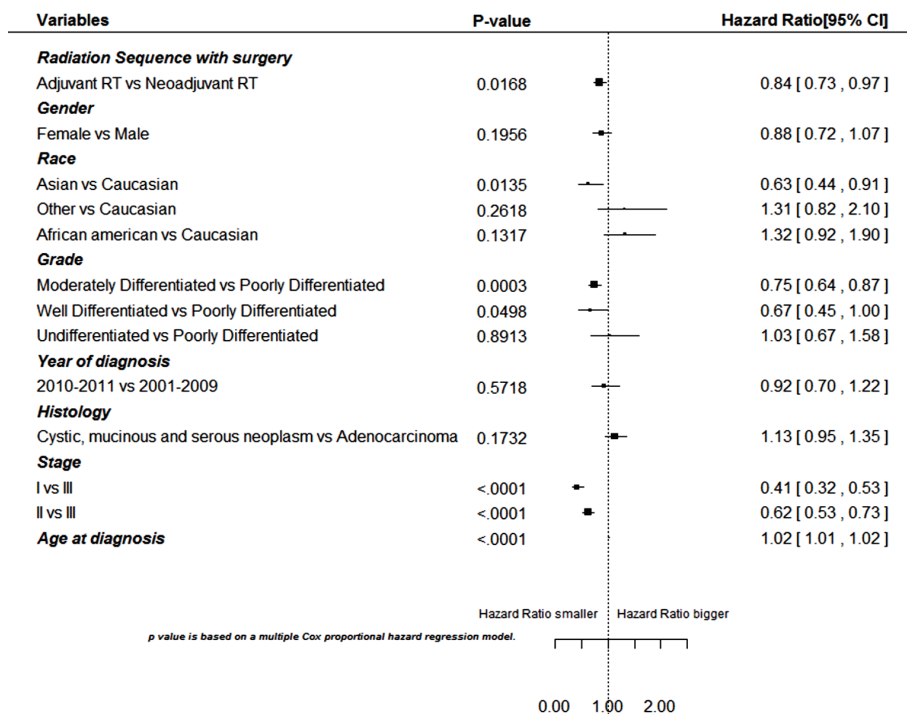 Variables P-value Hazard Ratio[95% CI]
Radiation Sequence with surgery
Adjuvant RT vs Neoadjuvant RT 0.0168 0.84 [ 0.73 , 0.97 ]
Gender
Female vs Male 0.1956 0.88 [ 0.72 , 1.07 ]
Race
Asian vs Caucasian 0.0135 0.63 [ 0.44 , 0.91 ]
Other vs Caucasian 0.2618 1.31 [ 0.82 , 2.10 ]
African american vs Caucasian 0.1317 1.32 [ 0.92 , 1.90 ]
Grade
Moderately Differentiated vs Poorly Differentiated 0.0003 0.75 [ 0.64 , 0.87 ]
Well Differentiated vs Poorly Differentiated 0.0498 0.67 [ 0.45 , 1.00 ]
Undifferentiated vs Poorly Differentiated 0.8913 1.03 [ 0.67 , 1.58 ]
Year of diagnosis
2010-2011 vs 2001-2009 0.5718 0.92 [ 0.70 , 1.22 ]
Histology
Cystic, mucinous and serous neoplasm vs Adenocarcinoma 0.1732 1.13 [ 0.95 , 1.35 ]
Stage
I vs III <.0001 0.41 [ 0.32 , 0.53 ]
II vs III <.0001 0.62 [ 0.53 , 0.73 ]
Age at diagnosis <.0001 1.02 [ 1.01 , 1.02 ]
Hazard Ratio smaller Hazard Ratio bigger
p value is based on a multiple Cox proportional hazard regression model.
0.00 1.00 2.00